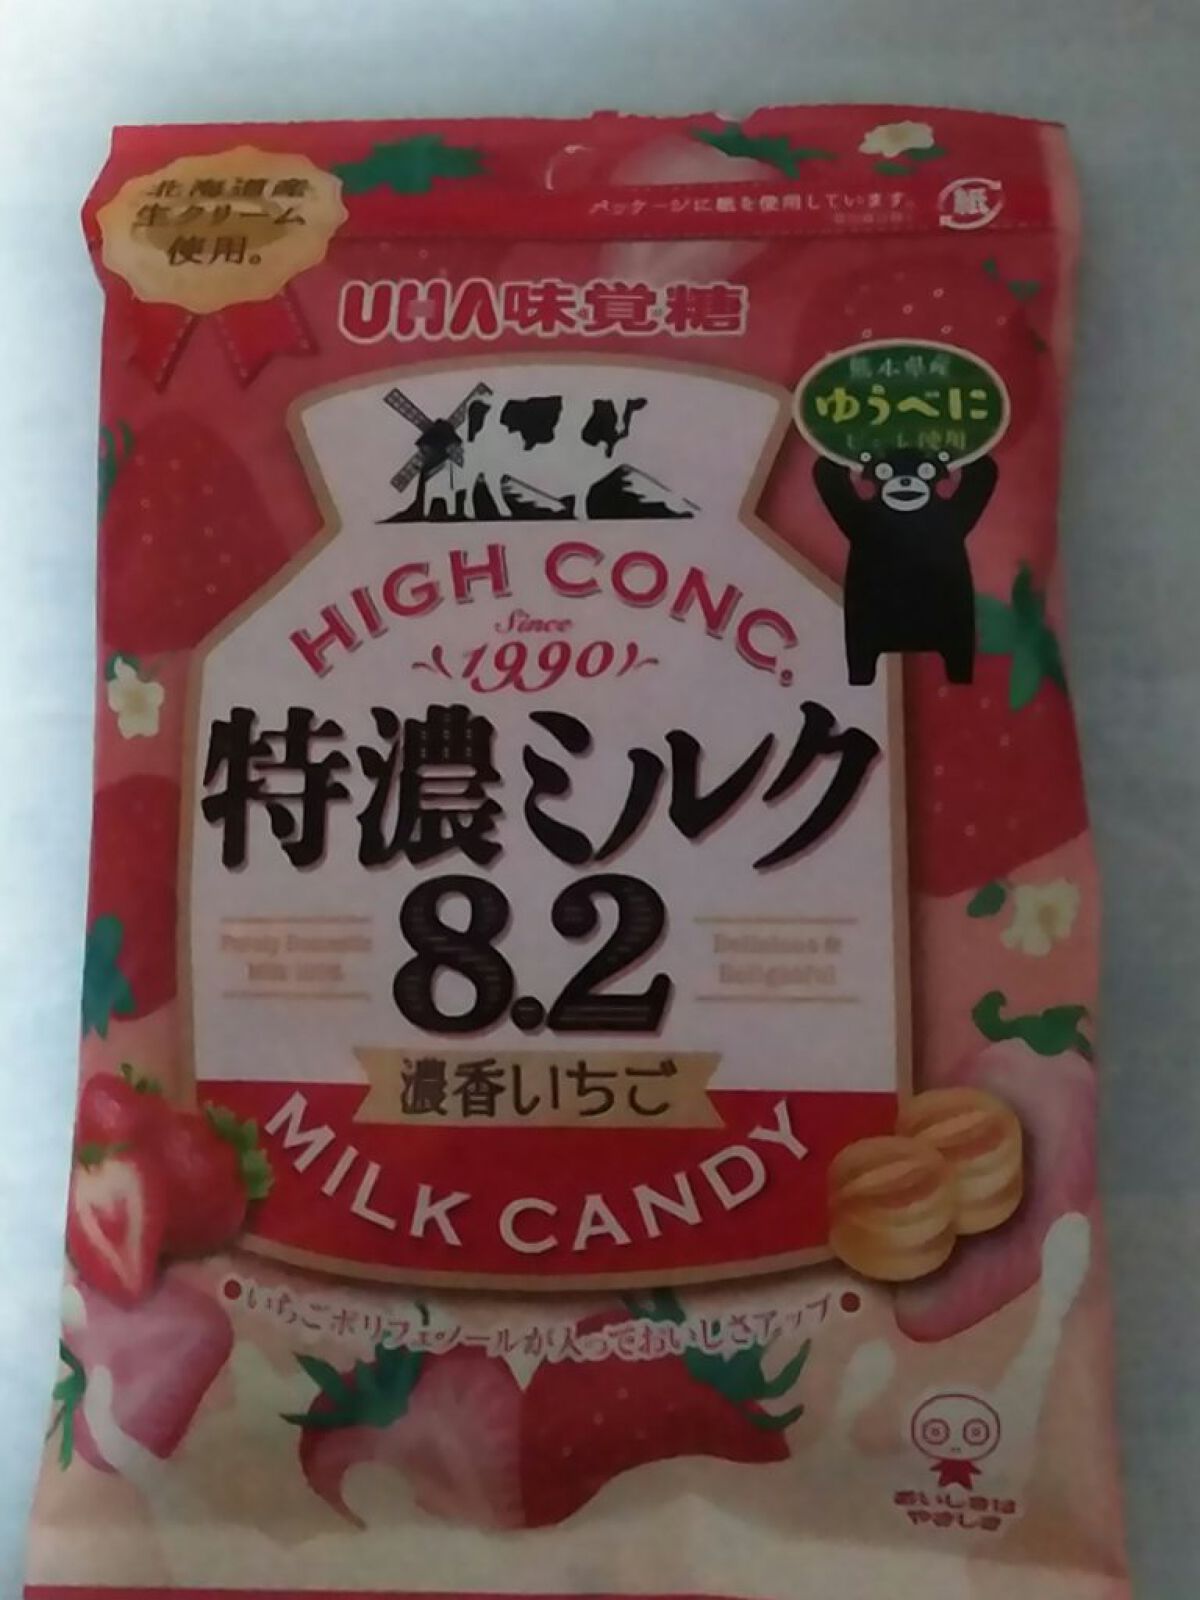 北海道産
生クリーム
使用。
パッケージに紙を使用しています。
紙
UHA味覚糖
熊本県産
ゆうべに
使用
HIGH CONC.
Since
1990
特濃ミルク
8.2
Delicious &
Delightful
濃香いちご
MILK CANDY
•いちごポリフェノールが入っておいしさアップ•
おいしさは
やさしさ